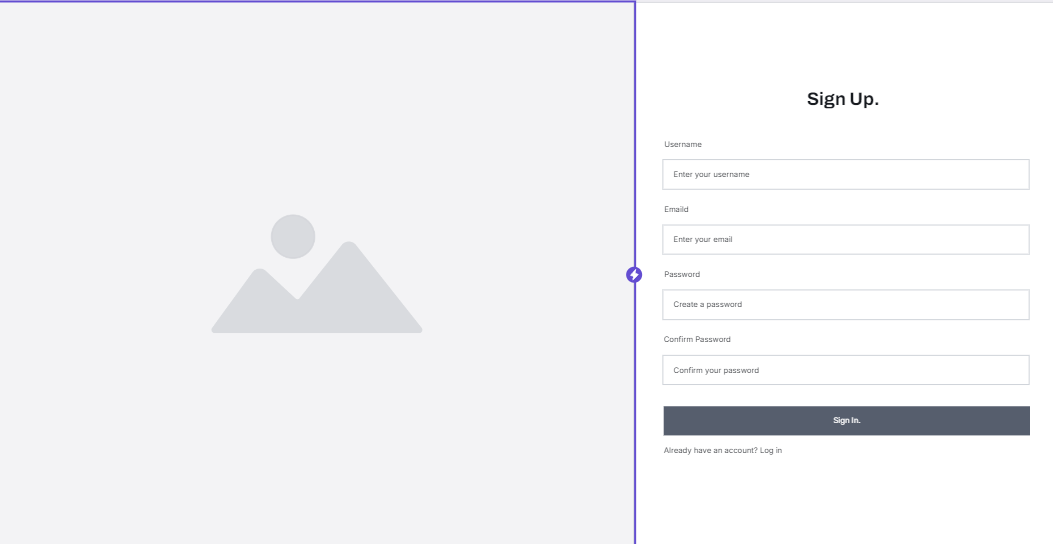 Sign Up.
Username
Enter your username
Emaild
Enter your email
Password
Create a password
Confirm Password
Confirm your password
Sign In.
Already have an account? Log in